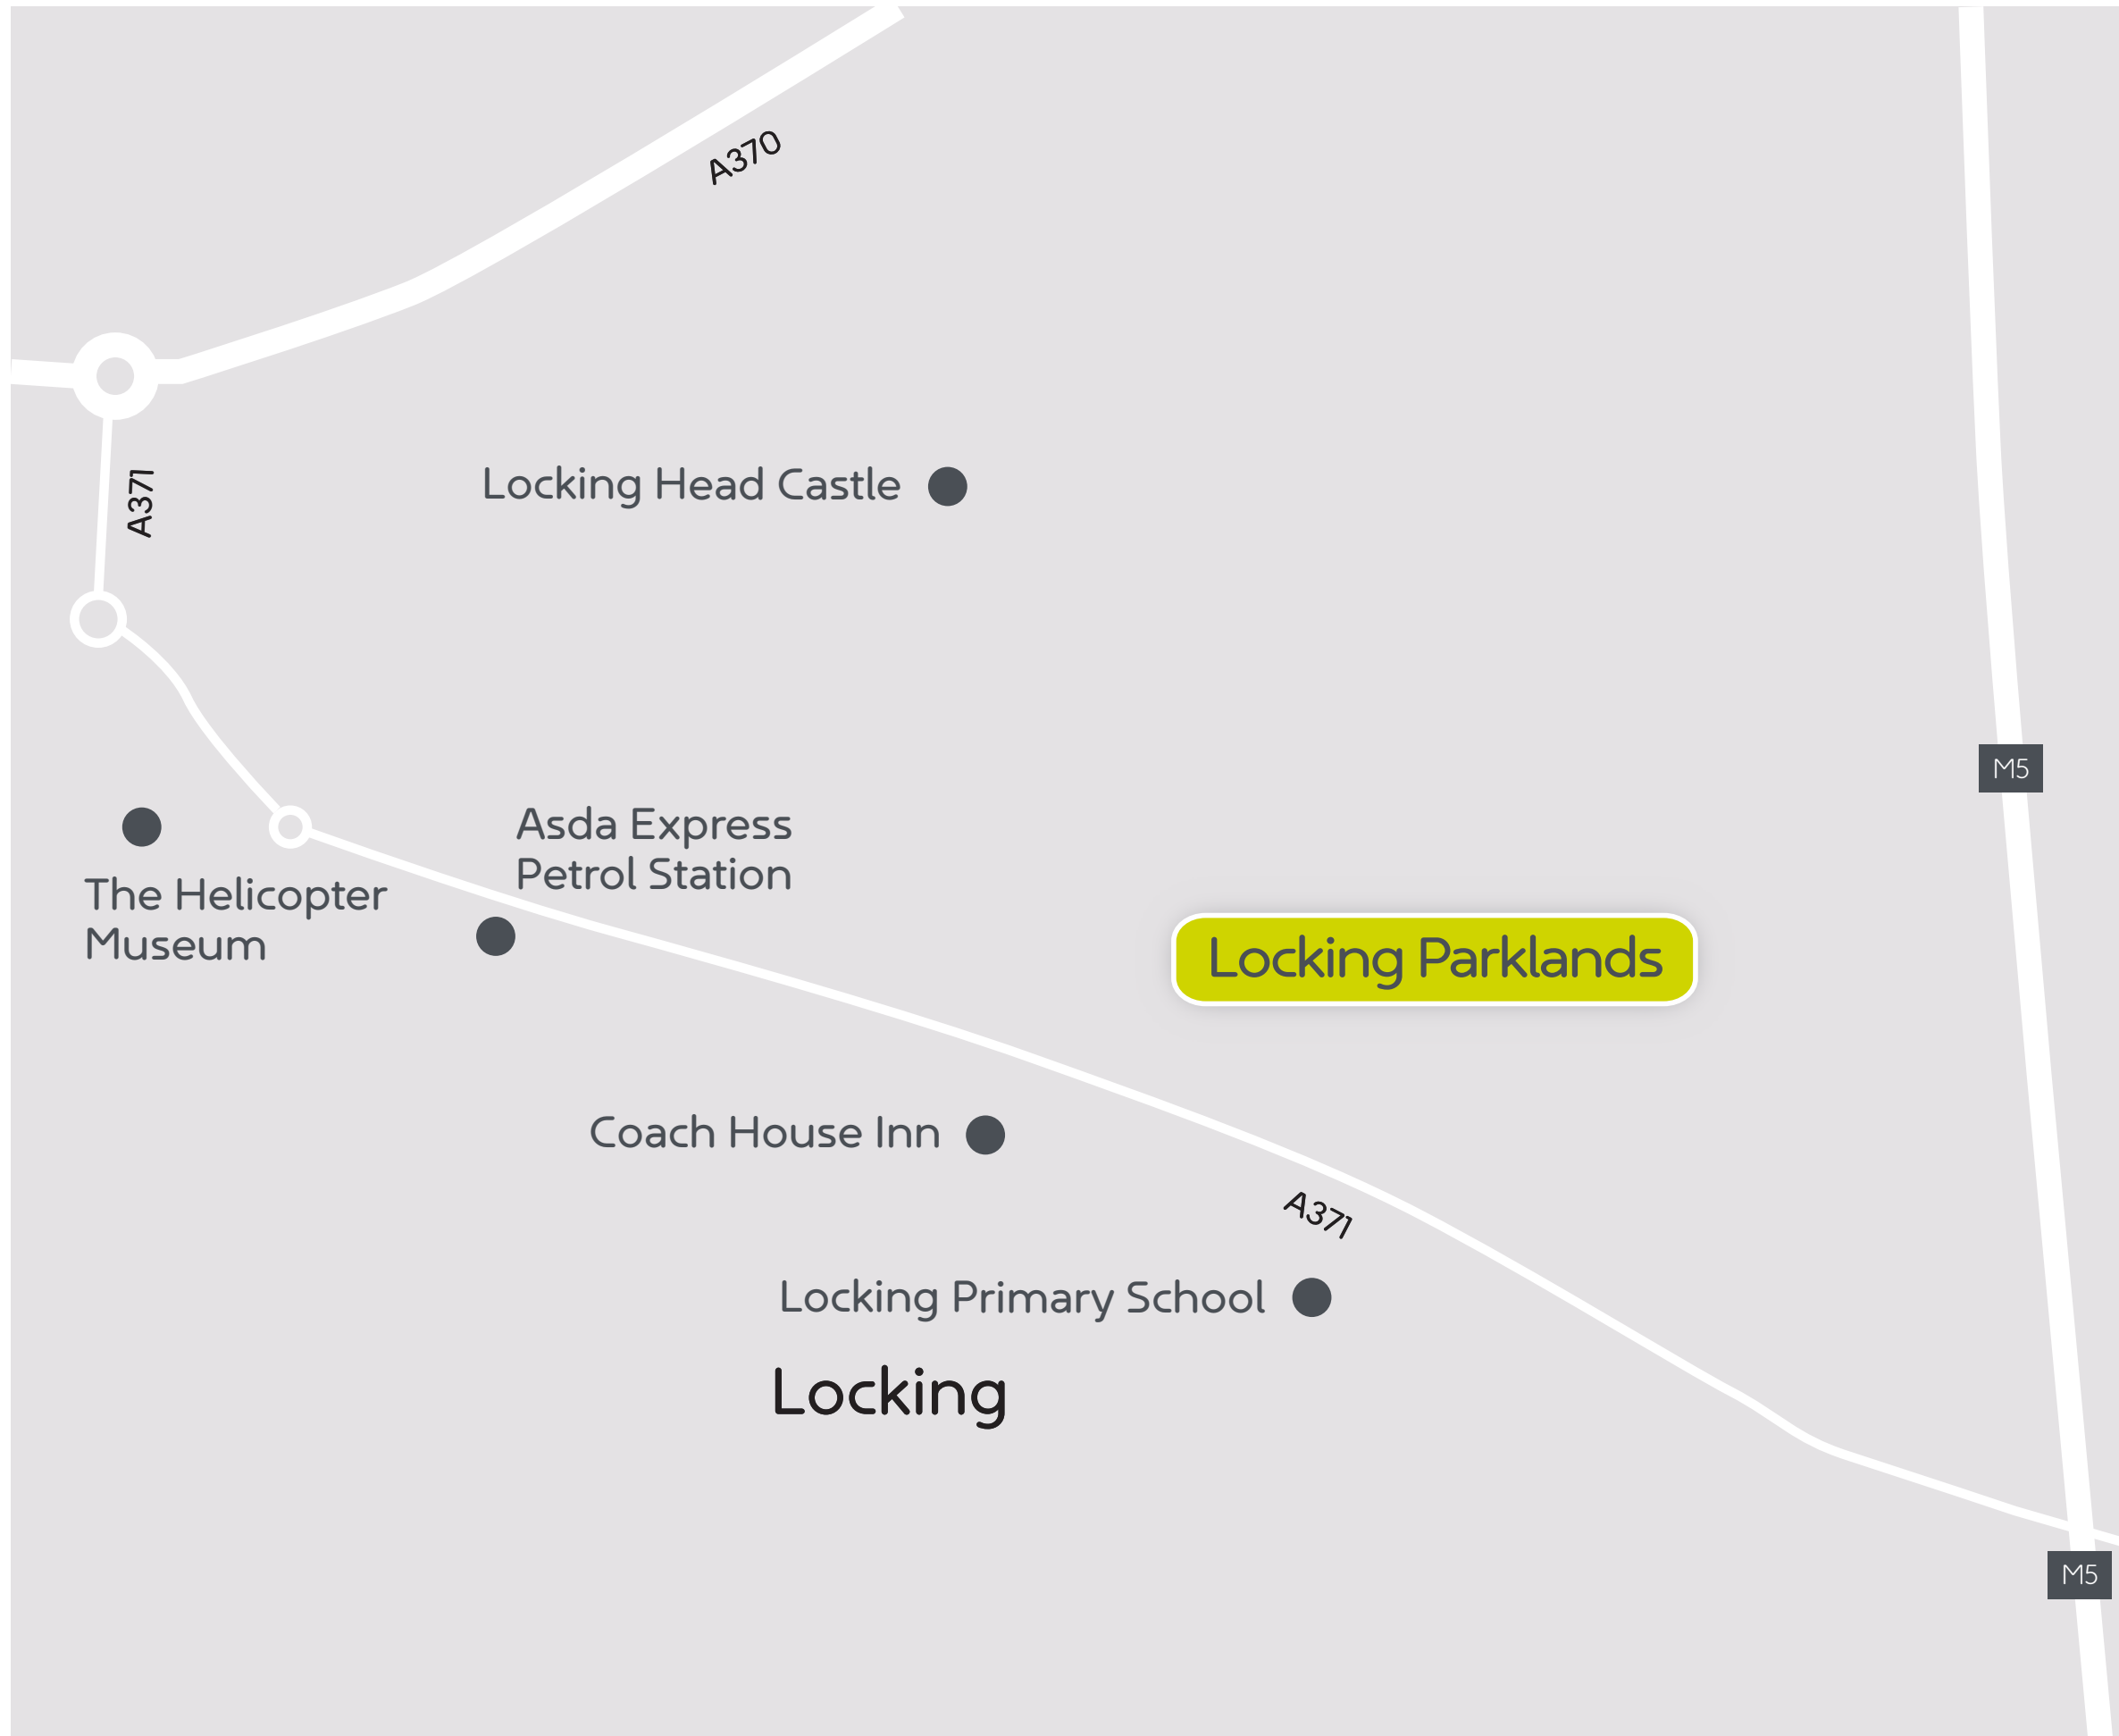 A370
A371
Locking Head Castle
M5
Asda Express
Petrol Station
The Helicopter
Museum
Locking Parklands
Coach House Inn
A371
Locking Primary School
Locking
M5